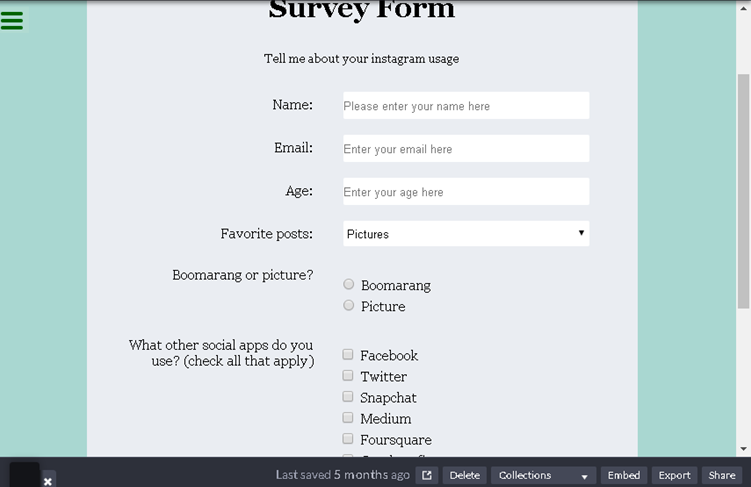 Survey Form
Tell me about your instagram usage
Name:
Please enter your name here
Email:
Enter your email here
Age:
Enter your age here
Favorite posts:
Pictures
Boomarang or picture?
Boomarang
Picture
What other social apps do you
use? (check all that apply)
Facebook
Twitter
Snapchat
Medium
Foursquare
Last saved 5 months ago
Delete
Collections
Embed
Export
Share